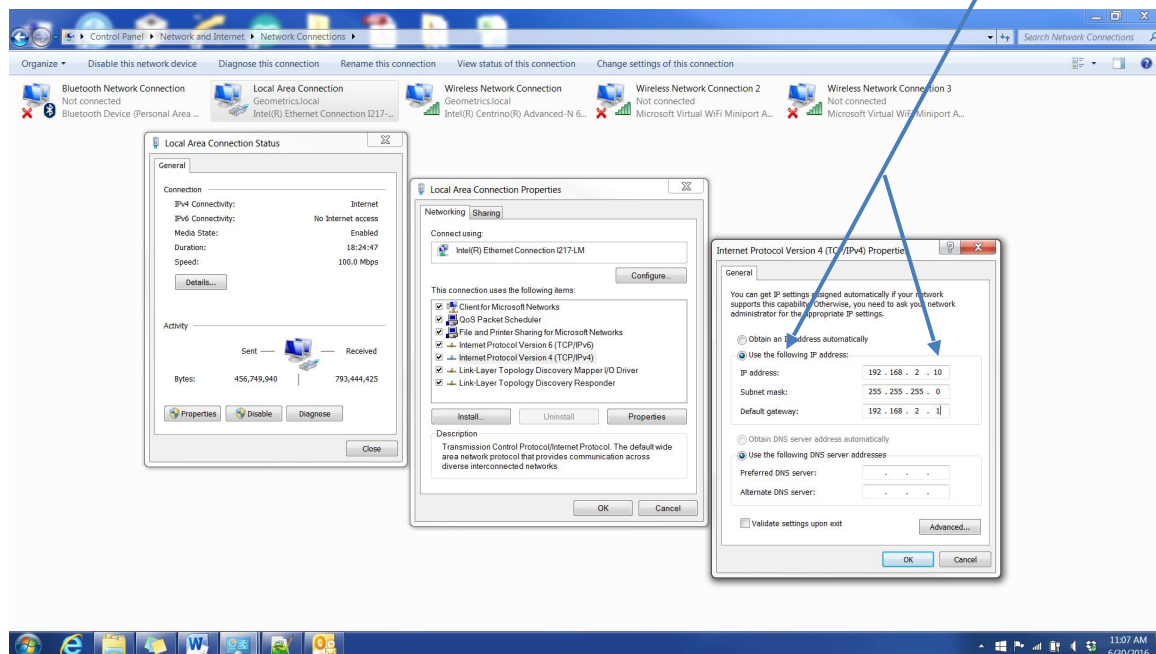 Control Panel ▸ Network and Internet ▸ Network Connections ▸
Search Network Connections
Organize
Disable this network device
Diagnose this connection
Rename this connection
View status of this connection
Change settings of this connection
Bluetooth Network Connection
Not connected
Bluetooth Device (Personal Area ...
Local Area Connection
Geometrics.local
Intel(R) Ethernet Connection I217-...
Wireless Network Connection
Geometrics.local
Intel(R) Centrino(R) Advanced-N 6...
Wireless Network Connection 2
Not connected
Microsoft Virtual WiFi Miniport A...
Wireless Network Connection 3
Not connected
Microsoft Virtual WiFi Miniport A...
Local Area Connection Status
General
Connection
IPv4 Connectivity: Internet
IPv6 Connectivity: No Internet access
Media State: Enabled
Duration: 18:24:47
Speed: 100.0 Mbps
Details...
Activity
Sent
Received
Bytes: 456,749,940 793,444,425
Properties
Disable
Diagnose
Close
Local Area Connection Properties
Networking
Sharing
Connect using:
Intel(R) Ethernet Connection I217-LM
Configure...
This connection uses the following items:
Client for Microsoft Networks
QoS Packet Scheduler
File and Printer Sharing for Microsoft Networks
Internet Protocol Version 6 (TCP/IPv6)
Internet Protocol Version 4 (TCP/IPv4)
Link-Layer Topology Discovery Mapper I/O Driver
Link-Layer Topology Discovery Responder
Install...
Uninstall
Properties
Description
Transmission Control Protocol/Internet Protocol. The default wide
area network protocol that provides communication across
diverse interconnected networks.
OK
Cancel
Internet Protocol Version 4 (TCP/IPv4) Properties
General
You can get IP settings assigned automatically if your network
supports this capability. Otherwise, you need to ask your network
administrator for the appropriate IP settings.
Obtain an IP address automatically
Use the following IP address:
IP address: 192 . 168 . 2 . 10
Subnet mask: 255 . 255 . 255 . 0
Default gateway: 192 . 168 . 2 . 1
Obtain DNS server address automatically
Use the following DNS server addresses
Preferred DNS server: . . .
Alternate DNS server: . . .
Validate settings upon exit
Advanced...
OK
Cancel
11:07 AM
6/30/2016